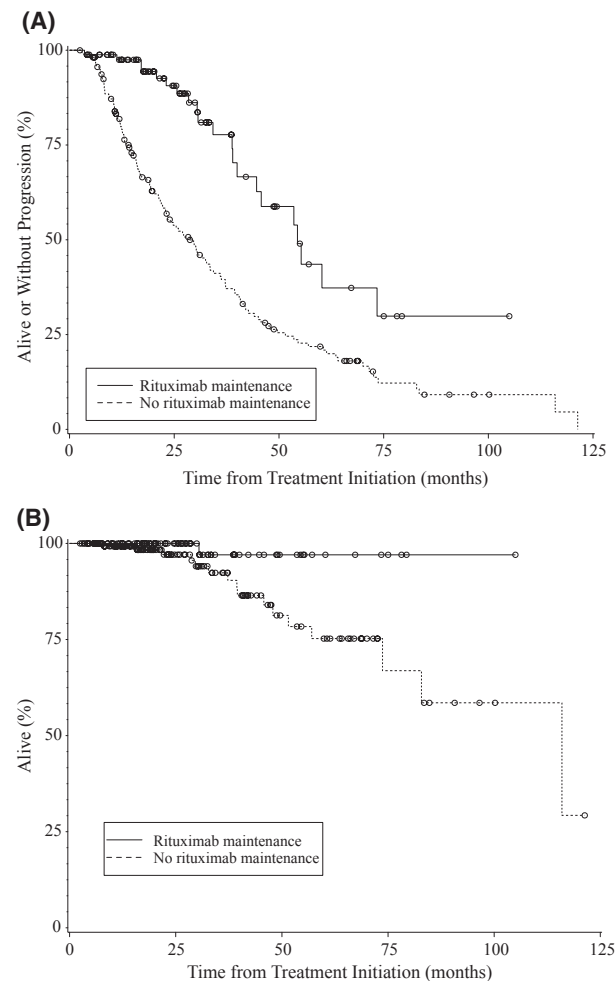 (A)
100
75
50
25
0
Alive or Without Progression (%)
Rituximab maintenance
No rituximab maintenance
0 25 50 75 100 125
Time from Treatment Initiation (months)
(B)
100
75
50
25
0
Alive (%)
Rituximab maintenance
No rituximab maintenance
0 25 50 75 100 125
Time from Treatment Initiation (months)